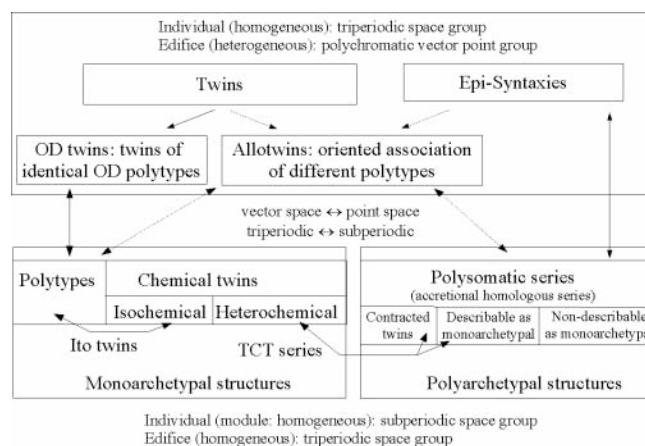 Individual (homogeneous): triperiodic space group
Edifice (heterogeneous): polychromatic vector point group
Twins
Epi-Syntaxies
OD twins: twins of
identical OD polytypes
Allotwins: oriented association
of different polytypes
vector space ↔ point space
triperiodic ↔ subperiodic
Polytypes
Chemical twins
Isochemical
Heterochemical
Ito twins
TCT series
Monoarchetypal structures
Polysomatic series
(accretional homologous series)
Contracted
twins
Describable as
monoarchetypal
Non-describable
as monoarchetypa
Polyarchetypal structures
Individual (module: homogeneous): subperiodic space group
Edifice (homogeneous): triperiodic space group